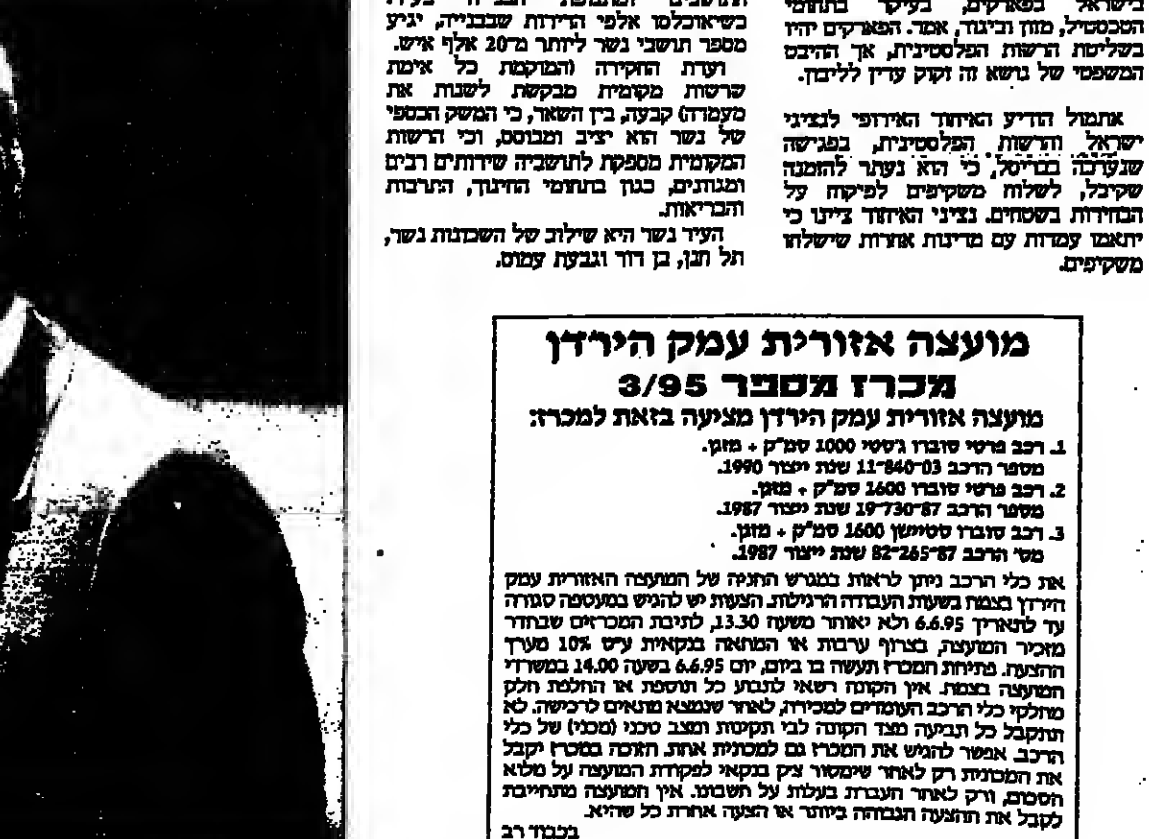 בישראל בפארקים, בעיקר בתחומי
הטכסטיל, מזון וביגוד, אמר. הפארקים יהיו
בשליטת הרשות הפלסטינית, אך ההיבט
המשפטי של נושא זה זקוק עדין לליבון.
אתמול הודיע האיחוד האירופי לנציגי
ישראל והרשות הפלסטינית, בפגישה
שנערכה בבריסל, כי הוא נעתר להזמנה
שקיבל, לשלוח משקיפים לפיקוח על
הבחירות בשטחים. נציגי האיחוד ציינו כי
יתאמו עמדות עם מדינות אחרות שישלחו
משקיפים.
כשיאוכלסו אלפי הדירות שבבנייה, יגיע
מספר תושבי נשר ליותר מ־20 אלף איש.
ועדת החקירה (המוקמת כל אימת
שרשות מקומית מבקשת לשנות את
מעמדה) קבעה, בין השאר, כי המשק הכספי
של נשר הוא יציב ומבוסס, וכי הרשות
המקומית מספקת לתושביה שירותים רבים
ומגוונים, כגון בתחומי החינוך, התרבות
והבריאות.
העיר נשר היא שילוב של השכונות נשר,
תל חנן, בן דור וגבעת עמוס.
מועצה אזורית עמק הירדן
מכרז מספר 3/95
מועצה אזורית עמק הירדן מציעה בזאת למכרז:
1. רכב פרטי סוברו ג'סטי 1000 סמ"ק + מזגן.
מספר הרכב 11-840-03 שנת ייצור 1990.
2. רכב פרטי סוברו 1600 סמ"ק + מזגן.
מספר הרכב 19-730-87 שנת ייצור 1987.
3. רכב סוברו סטיישן 1600 סמ"ק + מזגן.
מס' הרכב 82-265-87 שנת ייצור 1987.
את כלי הרכב ניתן לראות במגרש החניה של המועצה האזורית עמק
הירדן בצמח בשעות העבודה הרגילות. הצעות יש להגיש במעטפה סגורה
עד לתאריך 6.6.95 ולא יאוחר משעה 13.30, לתיבת המכרזים שבחדר
מזכיר המועצה, בצרוף ערבות או המחאה בנקאית ע"ס 10% מערך
ההצעה. פתיחת המכרז תעשה בו ביום, יום 6.6.95 בשעה 14.00 במשרדי
המועצה בצמח. אין הקונה רשאי לתבוע כל תוספת או החלפת חלק
מחלקי כלי הרכב העומדים למכירה, לאחר שנמצא מתאים לרכישה. לא
תתקבל כל תביעה מצד הקונה לגבי תקינות ומצב טכני (מכני) של כלי
הרכב. אפשר להגיש את המכרז גם למכונית אחת. הזוכה במכרז יקבל
את המכונית רק לאחר שימסור ציק בנקאי לפקודת המועצה על מלוא
הסכום, ורק לאחר העברת בעלות על חשבונו. אין המועצה מתחייבת
לקבל את ההצעה הגבוהה ביותר או הצעה אחרת כל שהיא.
בכבוד רב